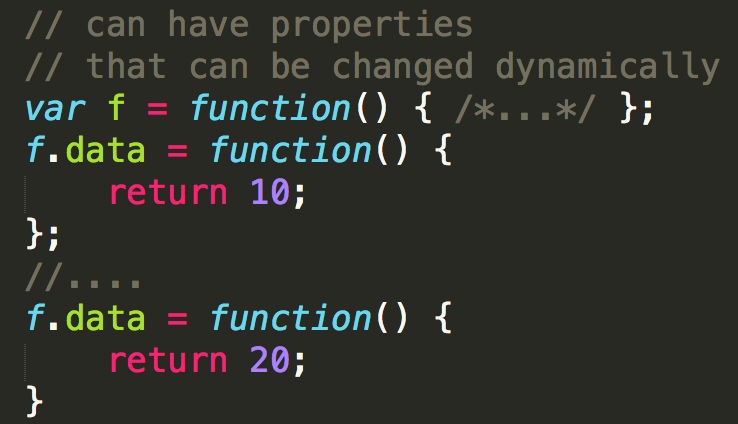 // can have properties
// that can be changed dynamically
var f = function() { /*...*/ };
f.data = function() {
    return 10;
};
//....
f.data = function() {
    return 20;
}